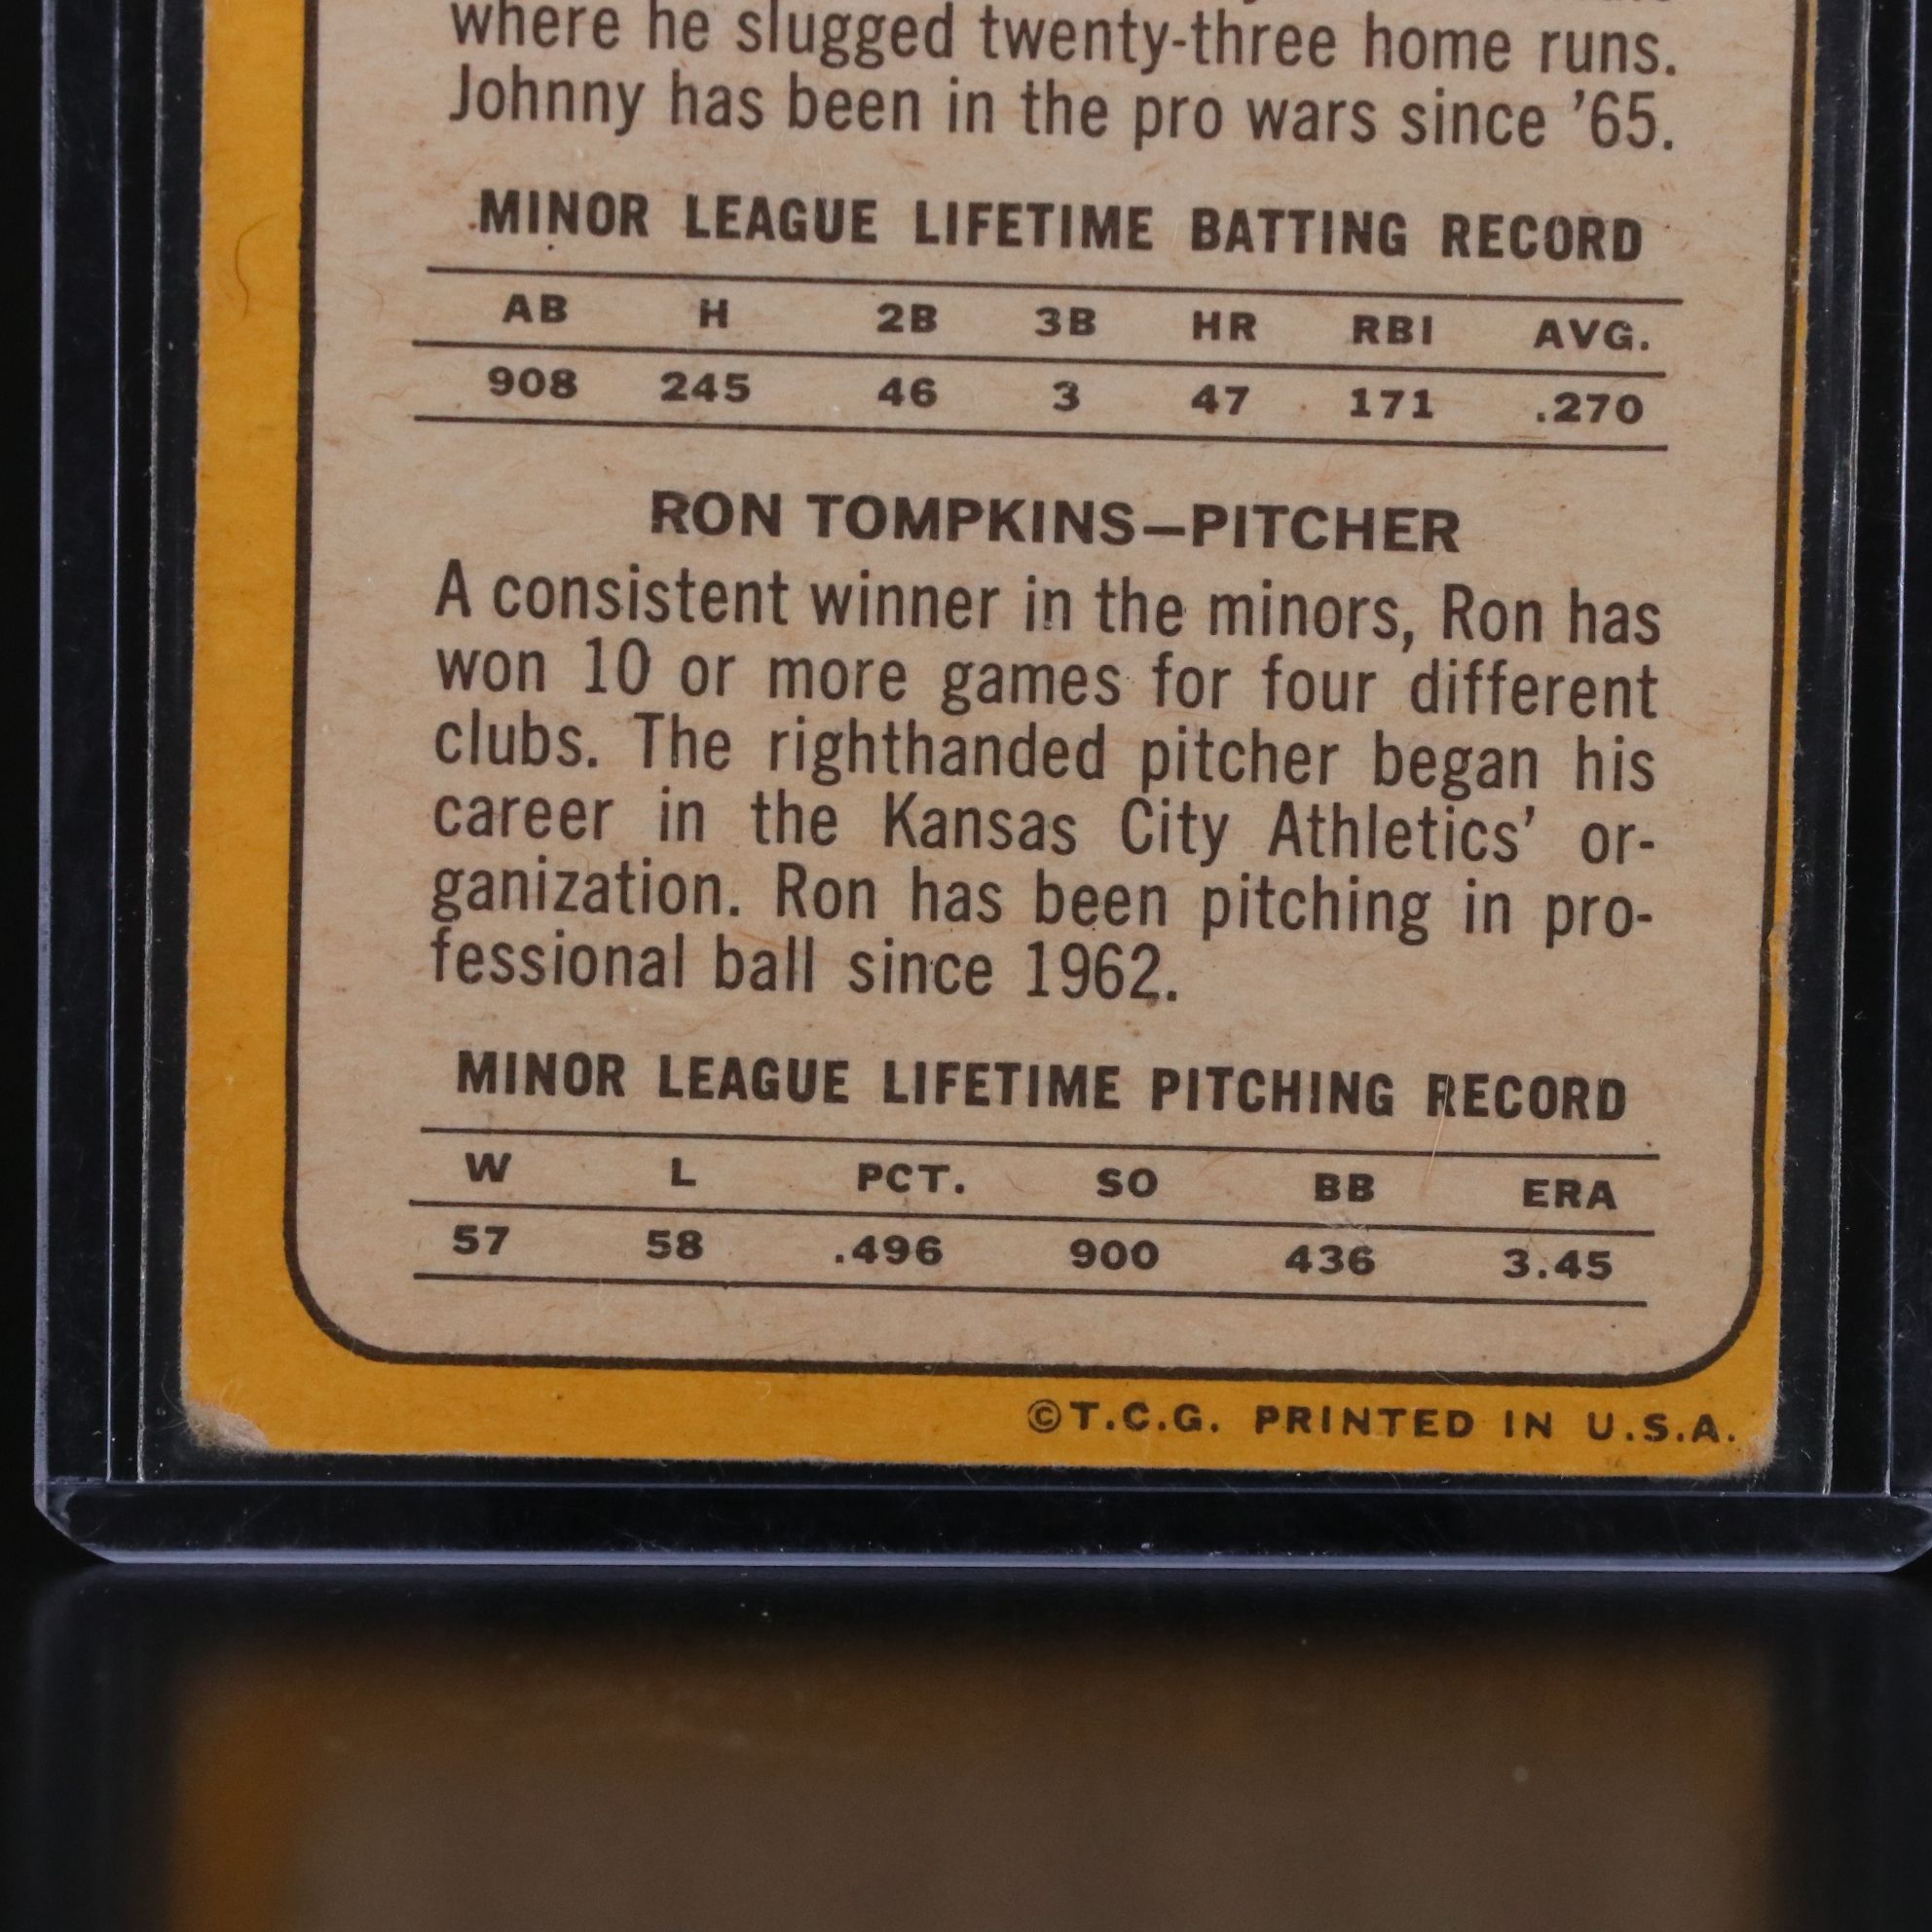 where he slugged twenty-three home runs.
Johnny has been in the pro wars since '65.
MINOR LEAGUE LIFETIME BATTING RECORD
AB H 2B 3B HR RBI AVG.
908 245 46 3 47 171 .270
RON TOMPKINS—PITCHER
A consistent winner in the minors, Ron has
won 10 or more games for four different
clubs. The righthanded pitcher began his
career in the Kansas City Athletics' or-
ganization. Ron has been pitching in pro-
fessional ball since 1962.
MINOR LEAGUE LIFETIME PITCHING RECORD
W L PCT. SO BB ERA
57 58 .496 900 436 3.45
©T.C.G. PRINTED IN U.S.A.